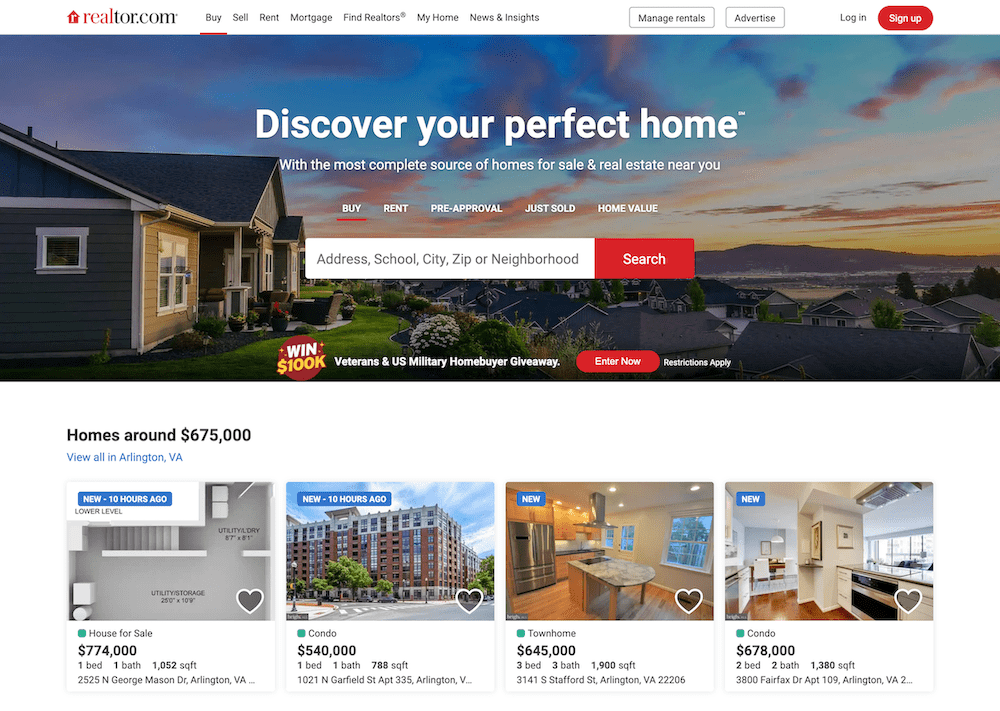 realtor.com®
Buy Sell Rent Mortgage Find Realtors® My Home News & Insights
Manage rentals Advertise Log in Sign up
Discover your perfect home℠
With the most complete source of homes for sale & real estate near you
BUY RENT PRE-APPROVAL JUST SOLD HOME VALUE
Address, School, City, Zip or Neighborhood Search
WIN
$100K
Veterans & US Military Homebuyer Giveaway. Enter Now Restrictions Apply
Homes around $675,000
View all in Arlington, VA
NEW - 10 HOURS AGO
LOWER LEVEL
UTILITY/L'DRY
8'7" x 8'1"
UTILITY/STORAGE
25'0" x 10'9"
House for Sale
$774,000
1 bed 1 bath 1,052 sqft
2525 N George Mason Dr, Arlington, VA ...
NEW - 10 HOURS AGO
Condo
$540,000
1 bed 1 bath 788 sqft
1021 N Garfield St Apt 335, Arlington, V...
NEW
Townhome
$645,000
3 bed 3 bath 1,900 sqft
3141 S Stafford St, Arlington, VA 22206
NEW
Condo
$678,000
2 bed 2 bath 1,380 sqft
3800 Fairfax Dr Apt 109, Arlington, VA 2...